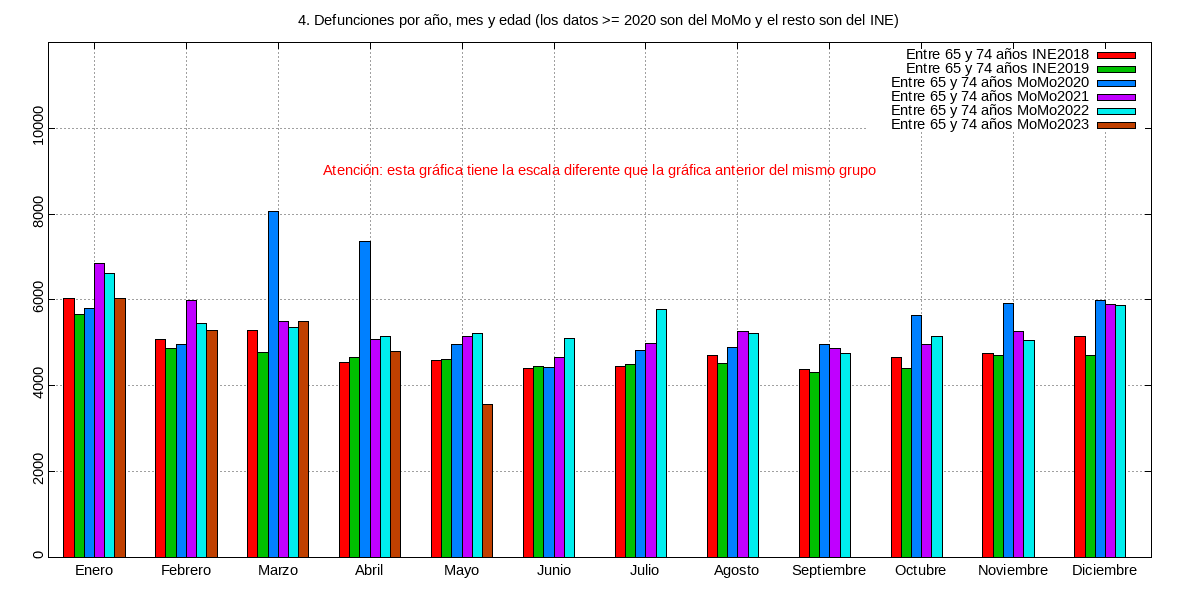 4. Defunciones por año, mes y edad (los datos >= 2020 son del MoMo y el resto son del INE)
Entre 65 y 74 años INE2018
Entre 65 y 74 años INE2019
Entre 65 y 74 años MoMo2020
Entre 65 y 74 años MoMo2021
Entre 65 y 74 años MoMo2022
Entre 65 y 74 años MoMo2023
Atención: esta gráfica tiene la escala diferente que la gráfica anterior del mismo grupo
10000
8000
6000
4000
2000
0
Enero Febrero Marzo Abril Mayo Junio Julio Agosto Septiembre Octubre Noviembre Diciembre